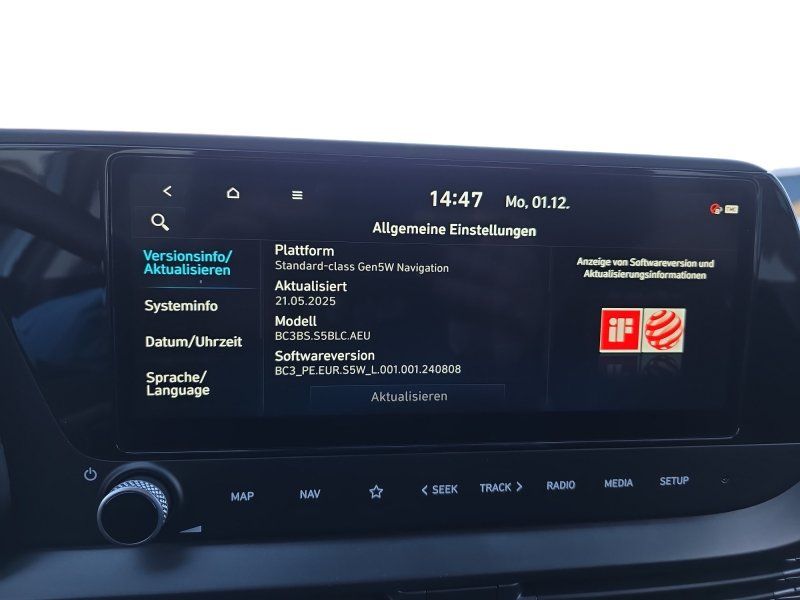 14:47 Mo, 01.12.
Allgemeine Einstellungen
Versionsinfo/
Aktualisieren
Systeminfo
Datum/Uhrzeit
Sprache/
Language
Plattform
Standard-class Gen5W Navigation
Aktualisiert
21.05.2025
Modell
BC3BS.S5BLC.AEU
Softwareversion
BC3_PE.EUR.S5W_L.001.001.240808
Aktualisieren
Anzeige von Softwareversion und
Aktualisierungsinformationen
iF
MAP NAV < SEEK TRACK > RADIO MEDIA SETUP